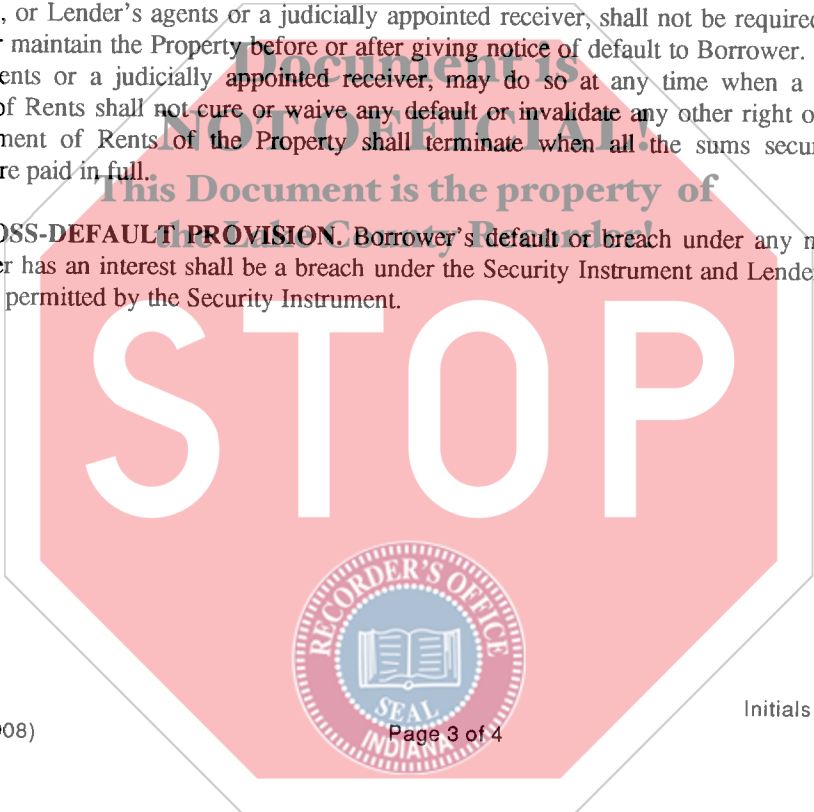 , or Lender's agents or a judicially appointed receiver, shall not be required
r maintain the Property before or after giving notice of default to Borrower.
ents or a judicially appointed receiver, may do so at any time when a
of Rents shall not cure or waive any default or invalidate any other right o
ment of Rents of the Property shall terminate when all the sums secu
re paid in full.
Document is
NOT OFFICIAL!
This Document is the property of
the Lake County Recorder!
OSS-DEFAULT PROVISION. Borrower's default or breach under any n
er has an interest shall be a breach under the Security Instrument and Lende
permitted by the Security Instrument.
STOP
RECORDER'S OFFICE
SEAL
INDIANA
Initials
008)
Page 3 of 4